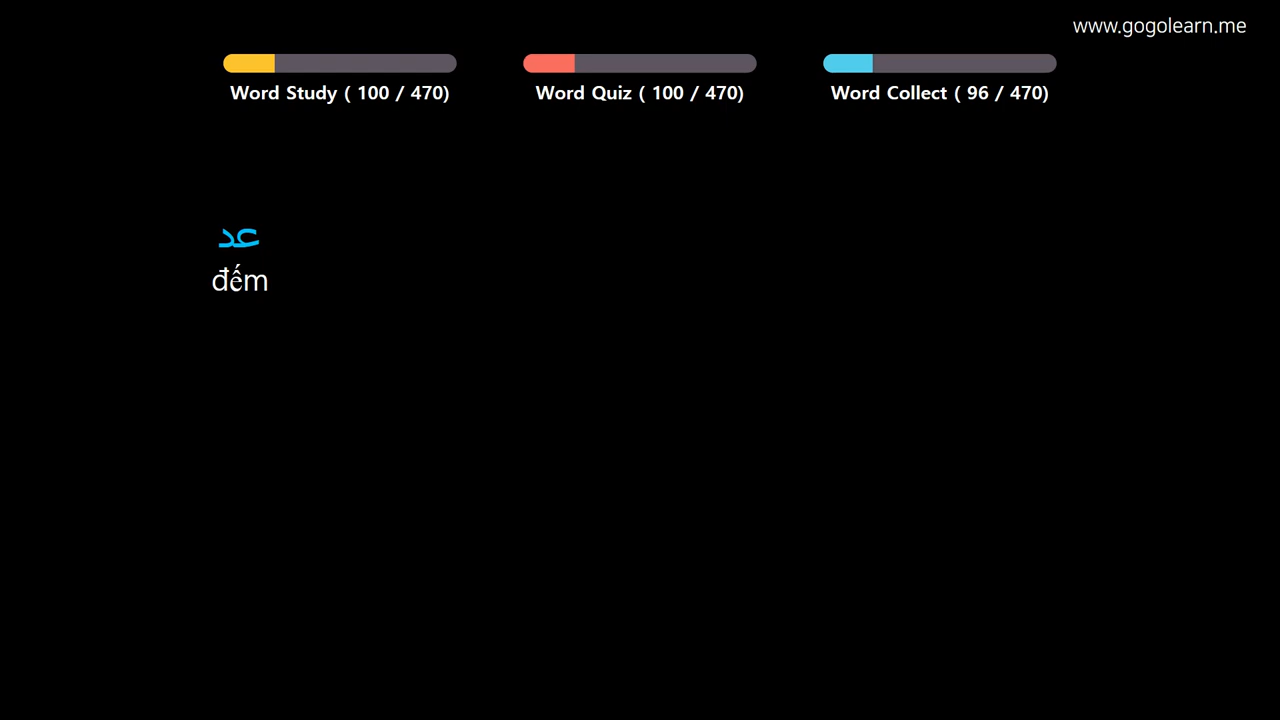 www.gogolearn.me
Word Study ( 100 / 470)
Word Quiz ( 100 / 470)
Word Collect ( 96 / 470)
عد
đếm